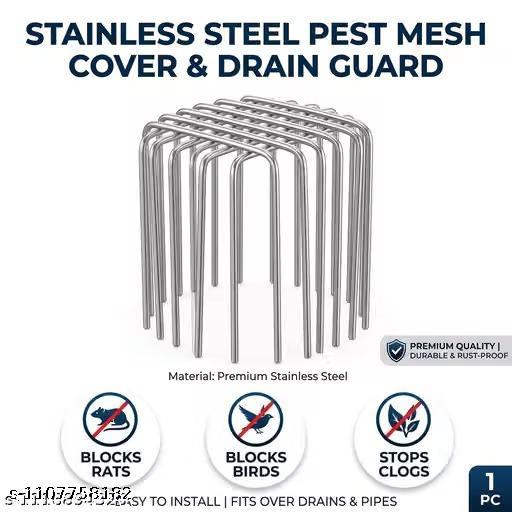 STAINLESS STEEL PEST MESH
COVER & DRAIN GUARD
PREMIUM QUALITY |
DURABLE & RUST-PROOF
Material: Premium Stainless Steel
BLOCKS
RATS
BLOCKS
BIRDS
STOPS
CLOGS
1
PC
s-1107758182
EASY TO INSTALL | FITS OVER DRAINS & PIPES